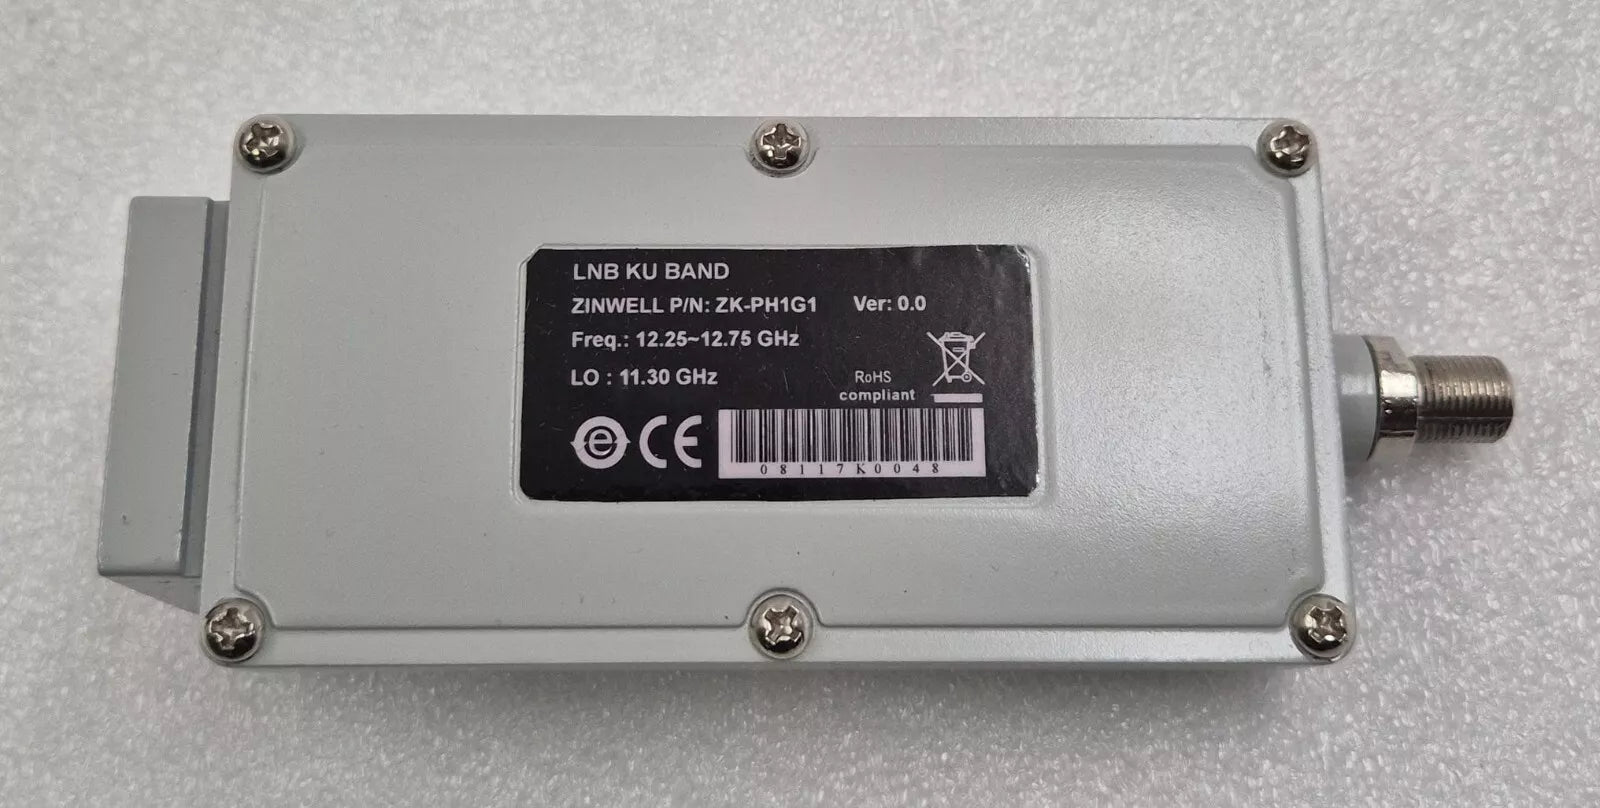 LNB KU BAND
ZINWELL P/N: ZK-PH1G1 Ver: 0.0
Freq.: 12.25~12.75 GHz
LO : 11.30 GHz
RoHS
compliant
e CE
08117K0048